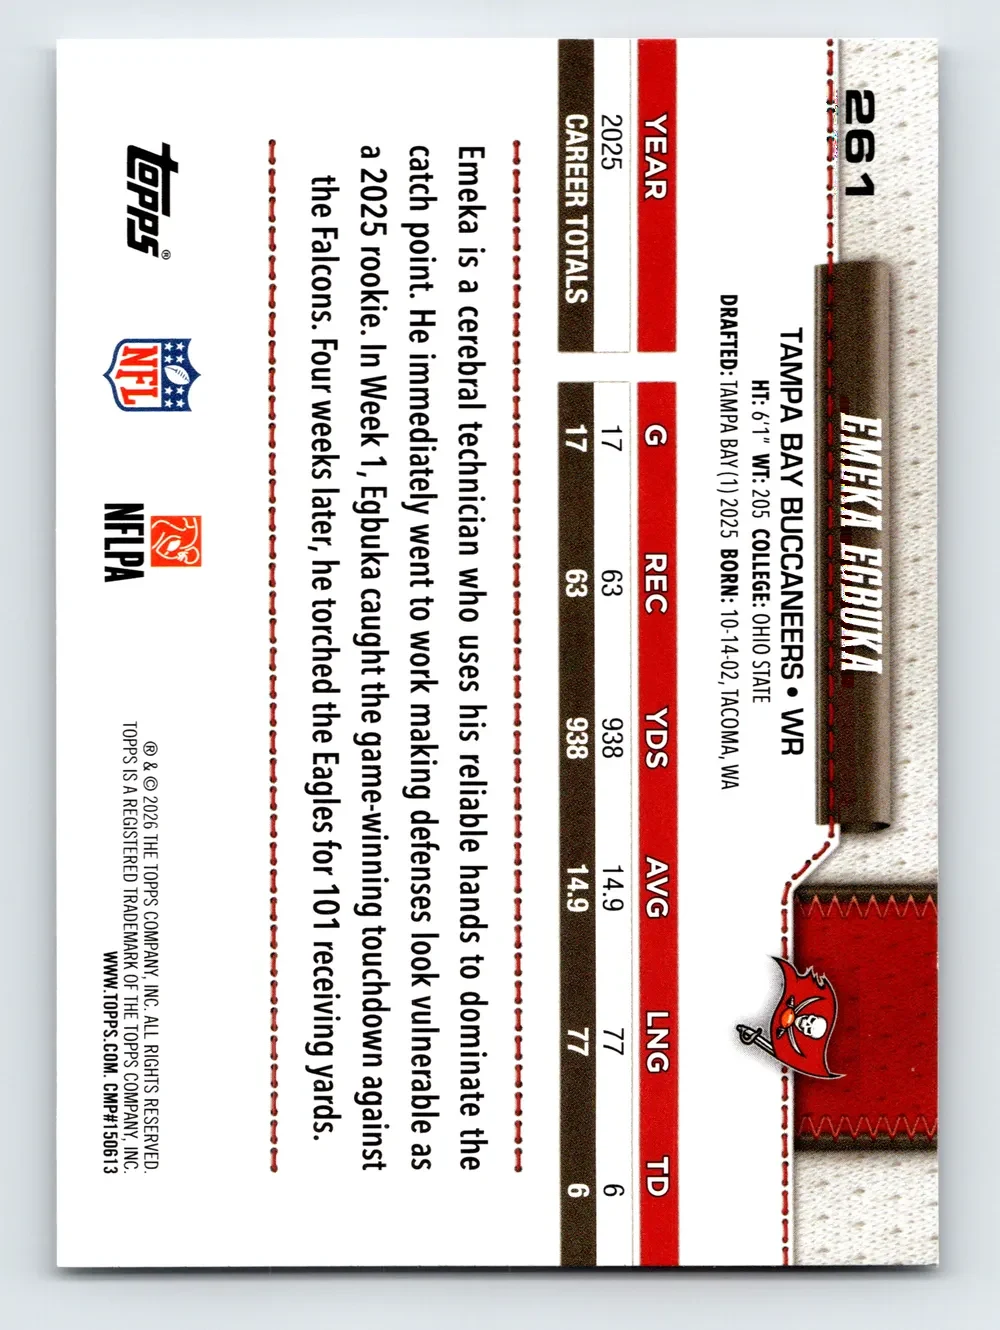 261
EMEKA EGBUKA
TAMPA BAY BUCCANEERS • WR
HT: 6'1" WT: 205 COLLEGE: OHIO STATE
DRAFTED: TAMPA BAY (1) 2025 BORN: 10-14-02, TACOMA, WA
YEAR G REC YDS AVG LNG TD
2025 17 63 938 14.9 77 6
CAREER TOTALS 17 63 938 14.9 77 6
Emeka is a cerebral technician who uses his reliable hands to dominate the
catch point. He immediately went to work making defenses look vulnerable as
a 2025 rookie. In Week 1, Egbuka caught the game-winning touchdown against
the Falcons. Four weeks later, he torched the Eagles for 101 receiving yards.
topps®
NFL
NFLPA
® & © 2026 THE TOPPS COMPANY, INC. ALL RIGHTS RESERVED.
TOPPS IS A REGISTERED TRADEMARK OF THE TOPPS COMPANY, INC.
WWW.TOPPS.COM. CMP#150613